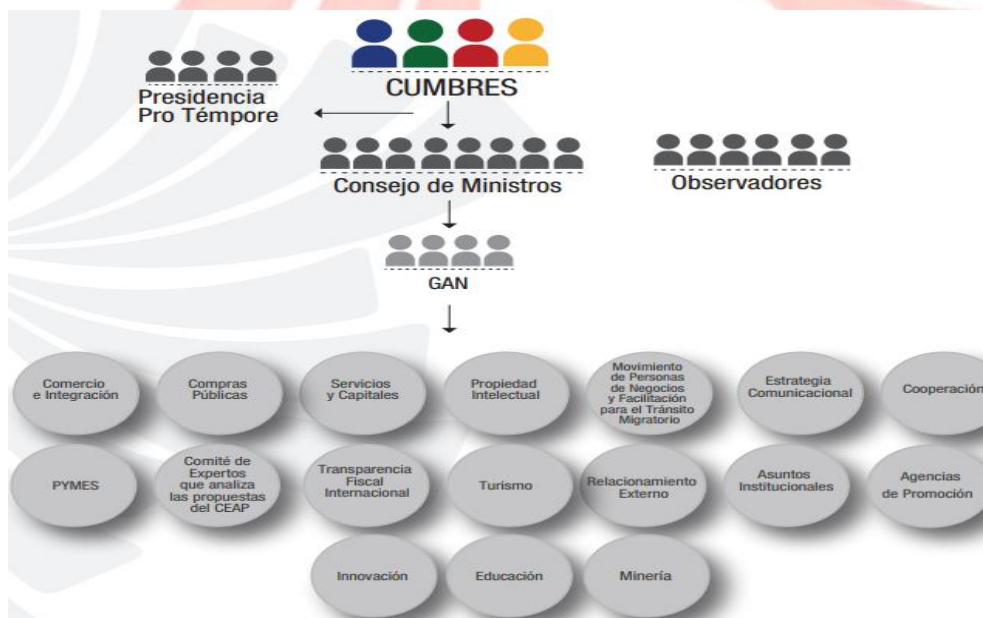 CUMBRES
Presidencia
Pro Témpore
Consejo de Ministros
Observadores
GAN
Comercio
e Integración
Compras
Públicas
Servicios
y Capitales
Propiedad
Intelectual
Movimiento
de Personas
de Negocios
y Facilitación
para el Tránsito
Migratorio
Estrategia
Comunicacional
Cooperación
PYMES
Comité de
Expertos
que analiza
las propuestas
del CEAP
Transparencia
Fiscal
Internacional
Turismo
Relacionamiento
Externo
Asuntos
Institucionales
Agencias
de Promoción
Innovación
Educación
Minería